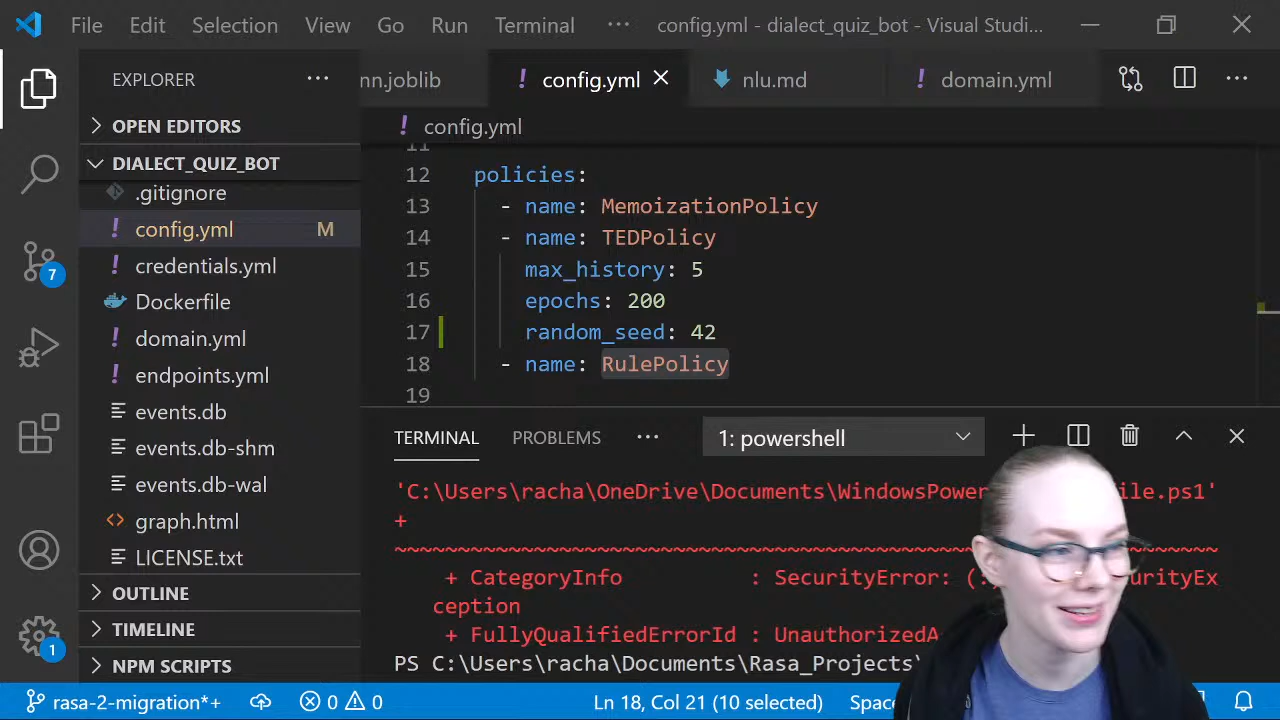 File Edit Selection View Go Run Terminal ··· config.yml - dialect_quiz_bot - Visual Studi...
EXPLORER ···
nn.joblib ! config.yml nlu.md ! domain.yml ···
OPEN EDITORS
! config.yml
DIALECT_QUIZ_BOT
.gitignore
! config.yml M
! credentials.yml
Dockerfile
! domain.yml
! endpoints.yml
events.db
events.db-shm
events.db-wal
graph.html
LICENSE.txt
OUTLINE
TIMELINE
NPM SCRIPTS
7
1
11
12 policies:
13 - name: MemoizationPolicy
14 - name: TEDPolicy
15 max_history: 5
16 epochs: 200
17 random_seed: 42
18 - name: RulePolicy
19
TERMINAL PROBLEMS ··· 1: powershell
'C:\Users\racha\OneDrive\Documents\WindowsPower ile.ps1'
+
~~~~~~~~~~~~~~~~~~~~~~~~~~~~~~~~~~~~~~~~~~~~~~~~~~~~~~~~~~~~~~~~~
+ CategoryInfo : SecurityError: (: urityEx
ception
+ FullyQualifiedErrorId : UnauthorizedA
PS C:\Users\racha\Documents\Rasa_Projects\
rasa-2-migration*+ 0 0 Ln 18, Col 21 (10 selected) Space